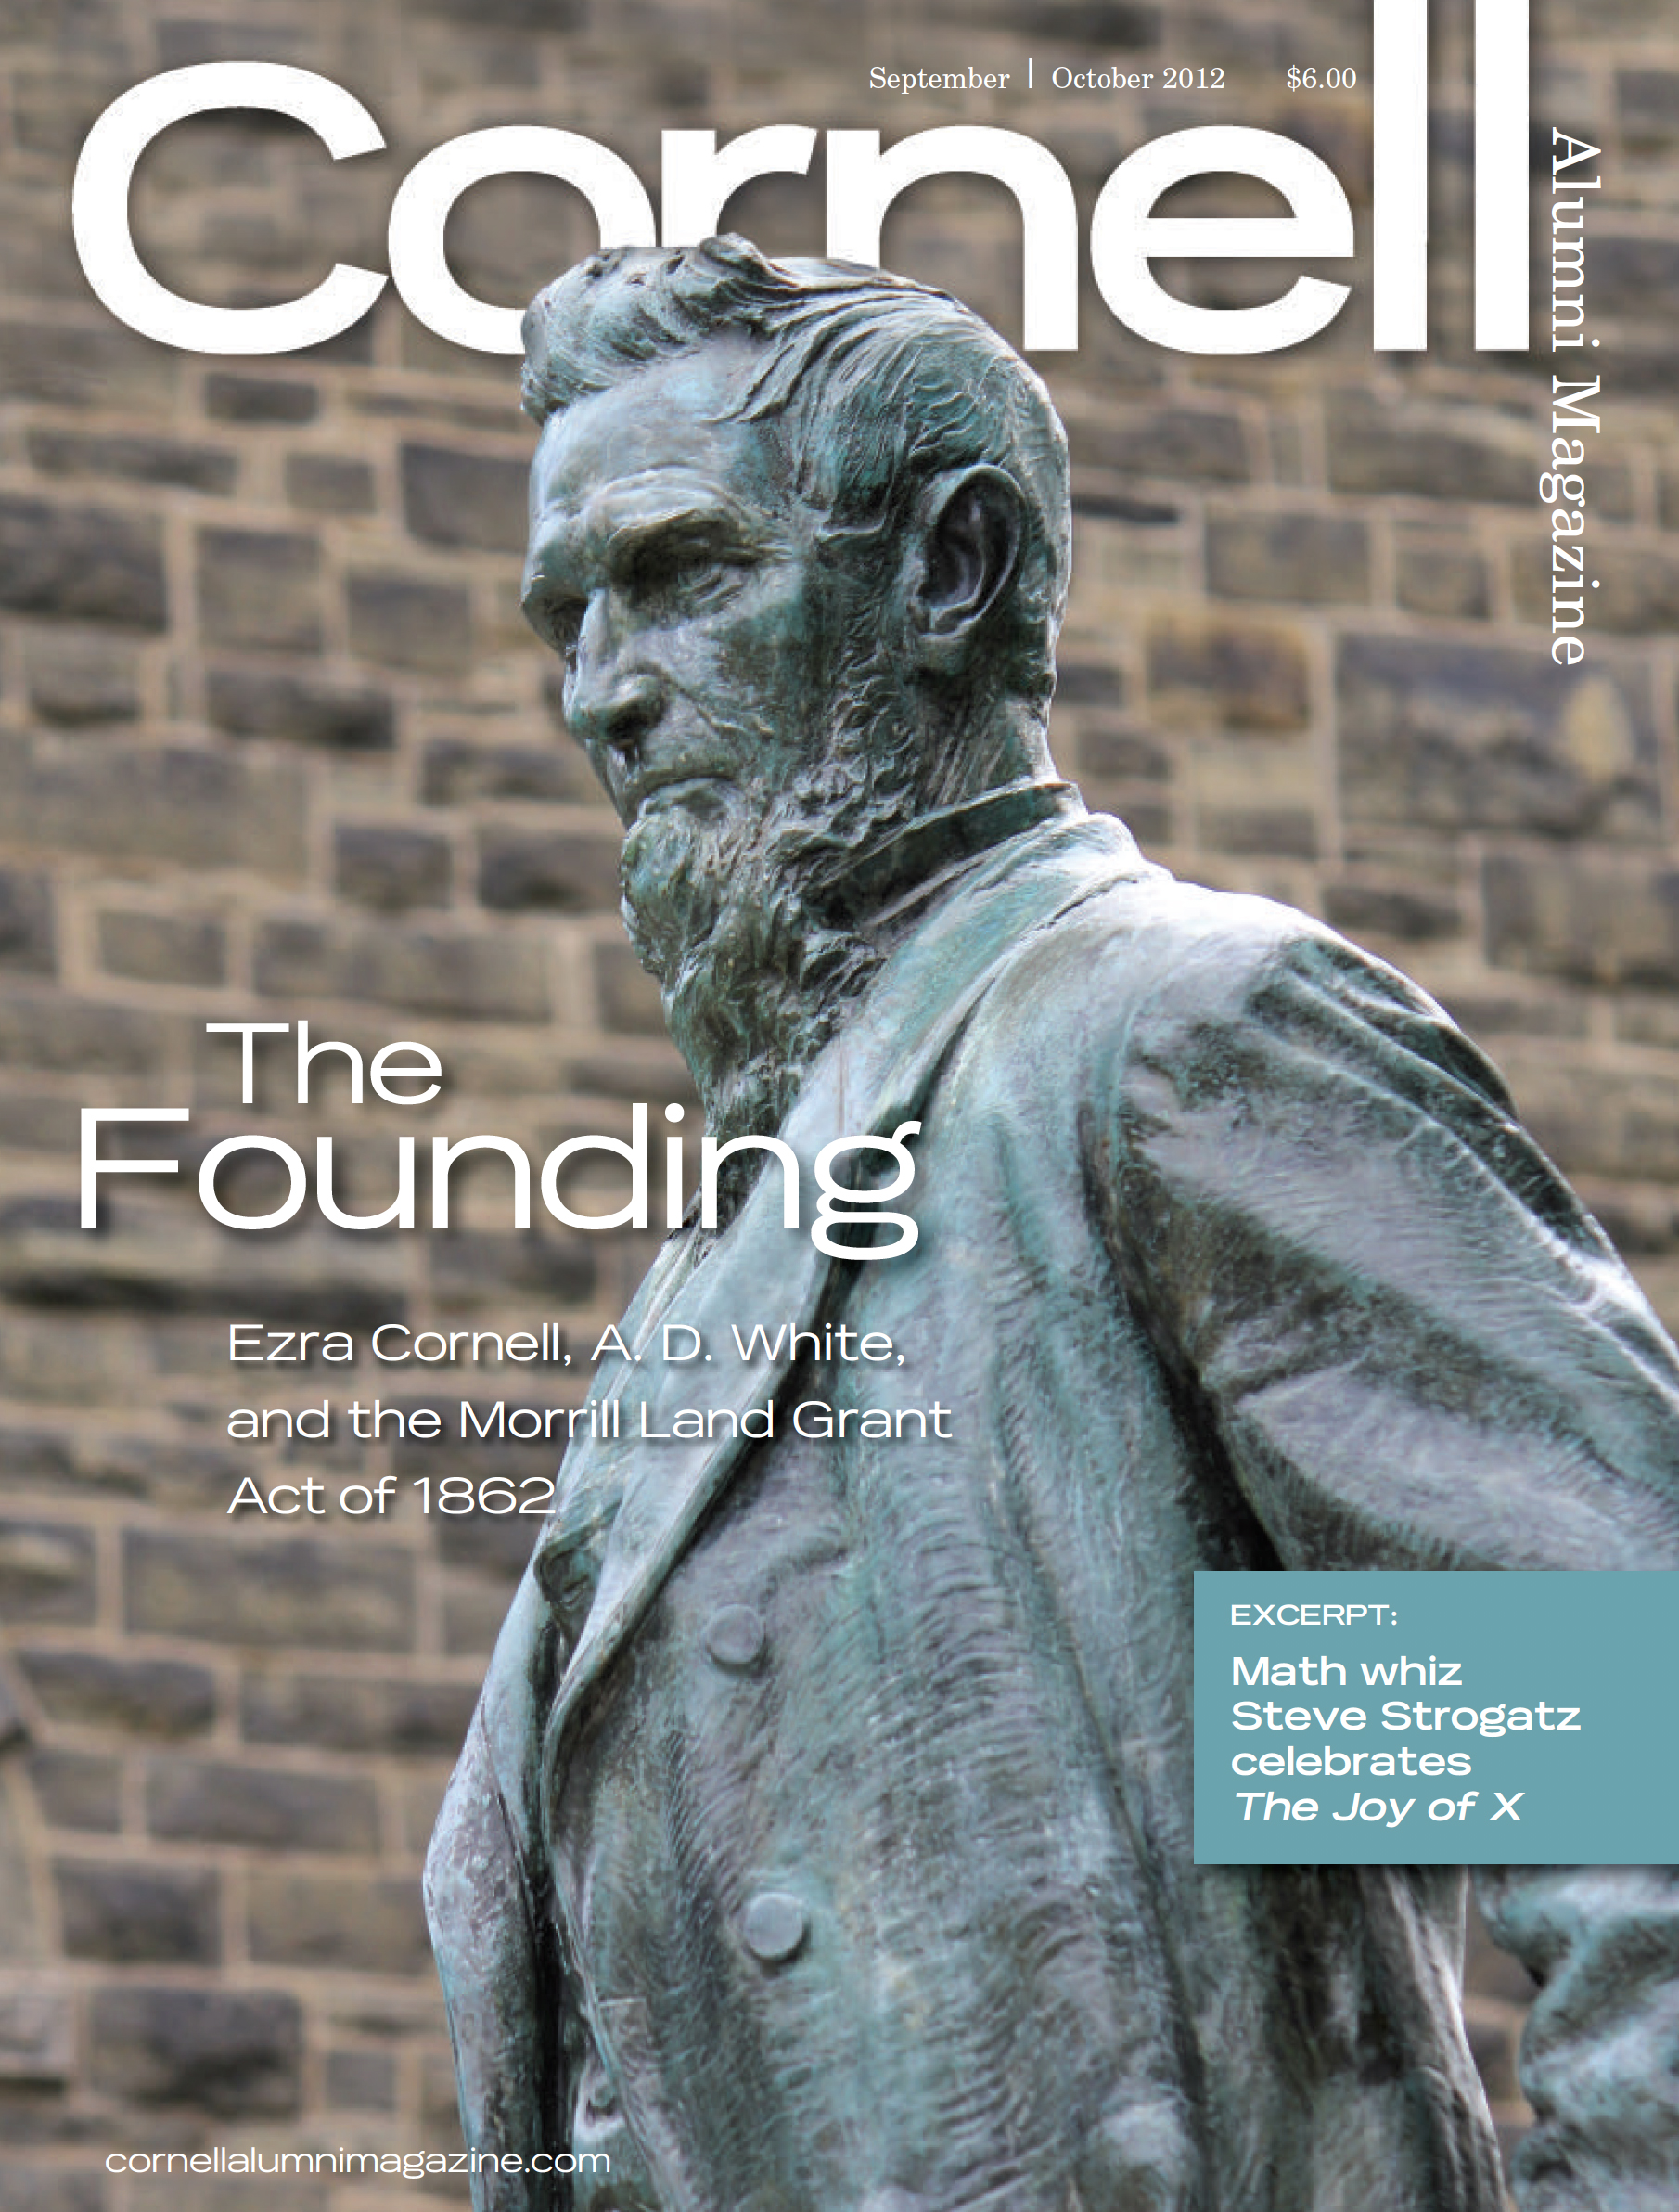 September | October 2012 $6.00
Cornell
Alumni Magazine
The
Founding
Ezra Cornell, A. D. White,
and the Morrill Land Grant
Act of 1862
EXCERPT:
Math whiz
Steve Strogatz
celebrates
The Joy of X
cornellalumnimagazine.com